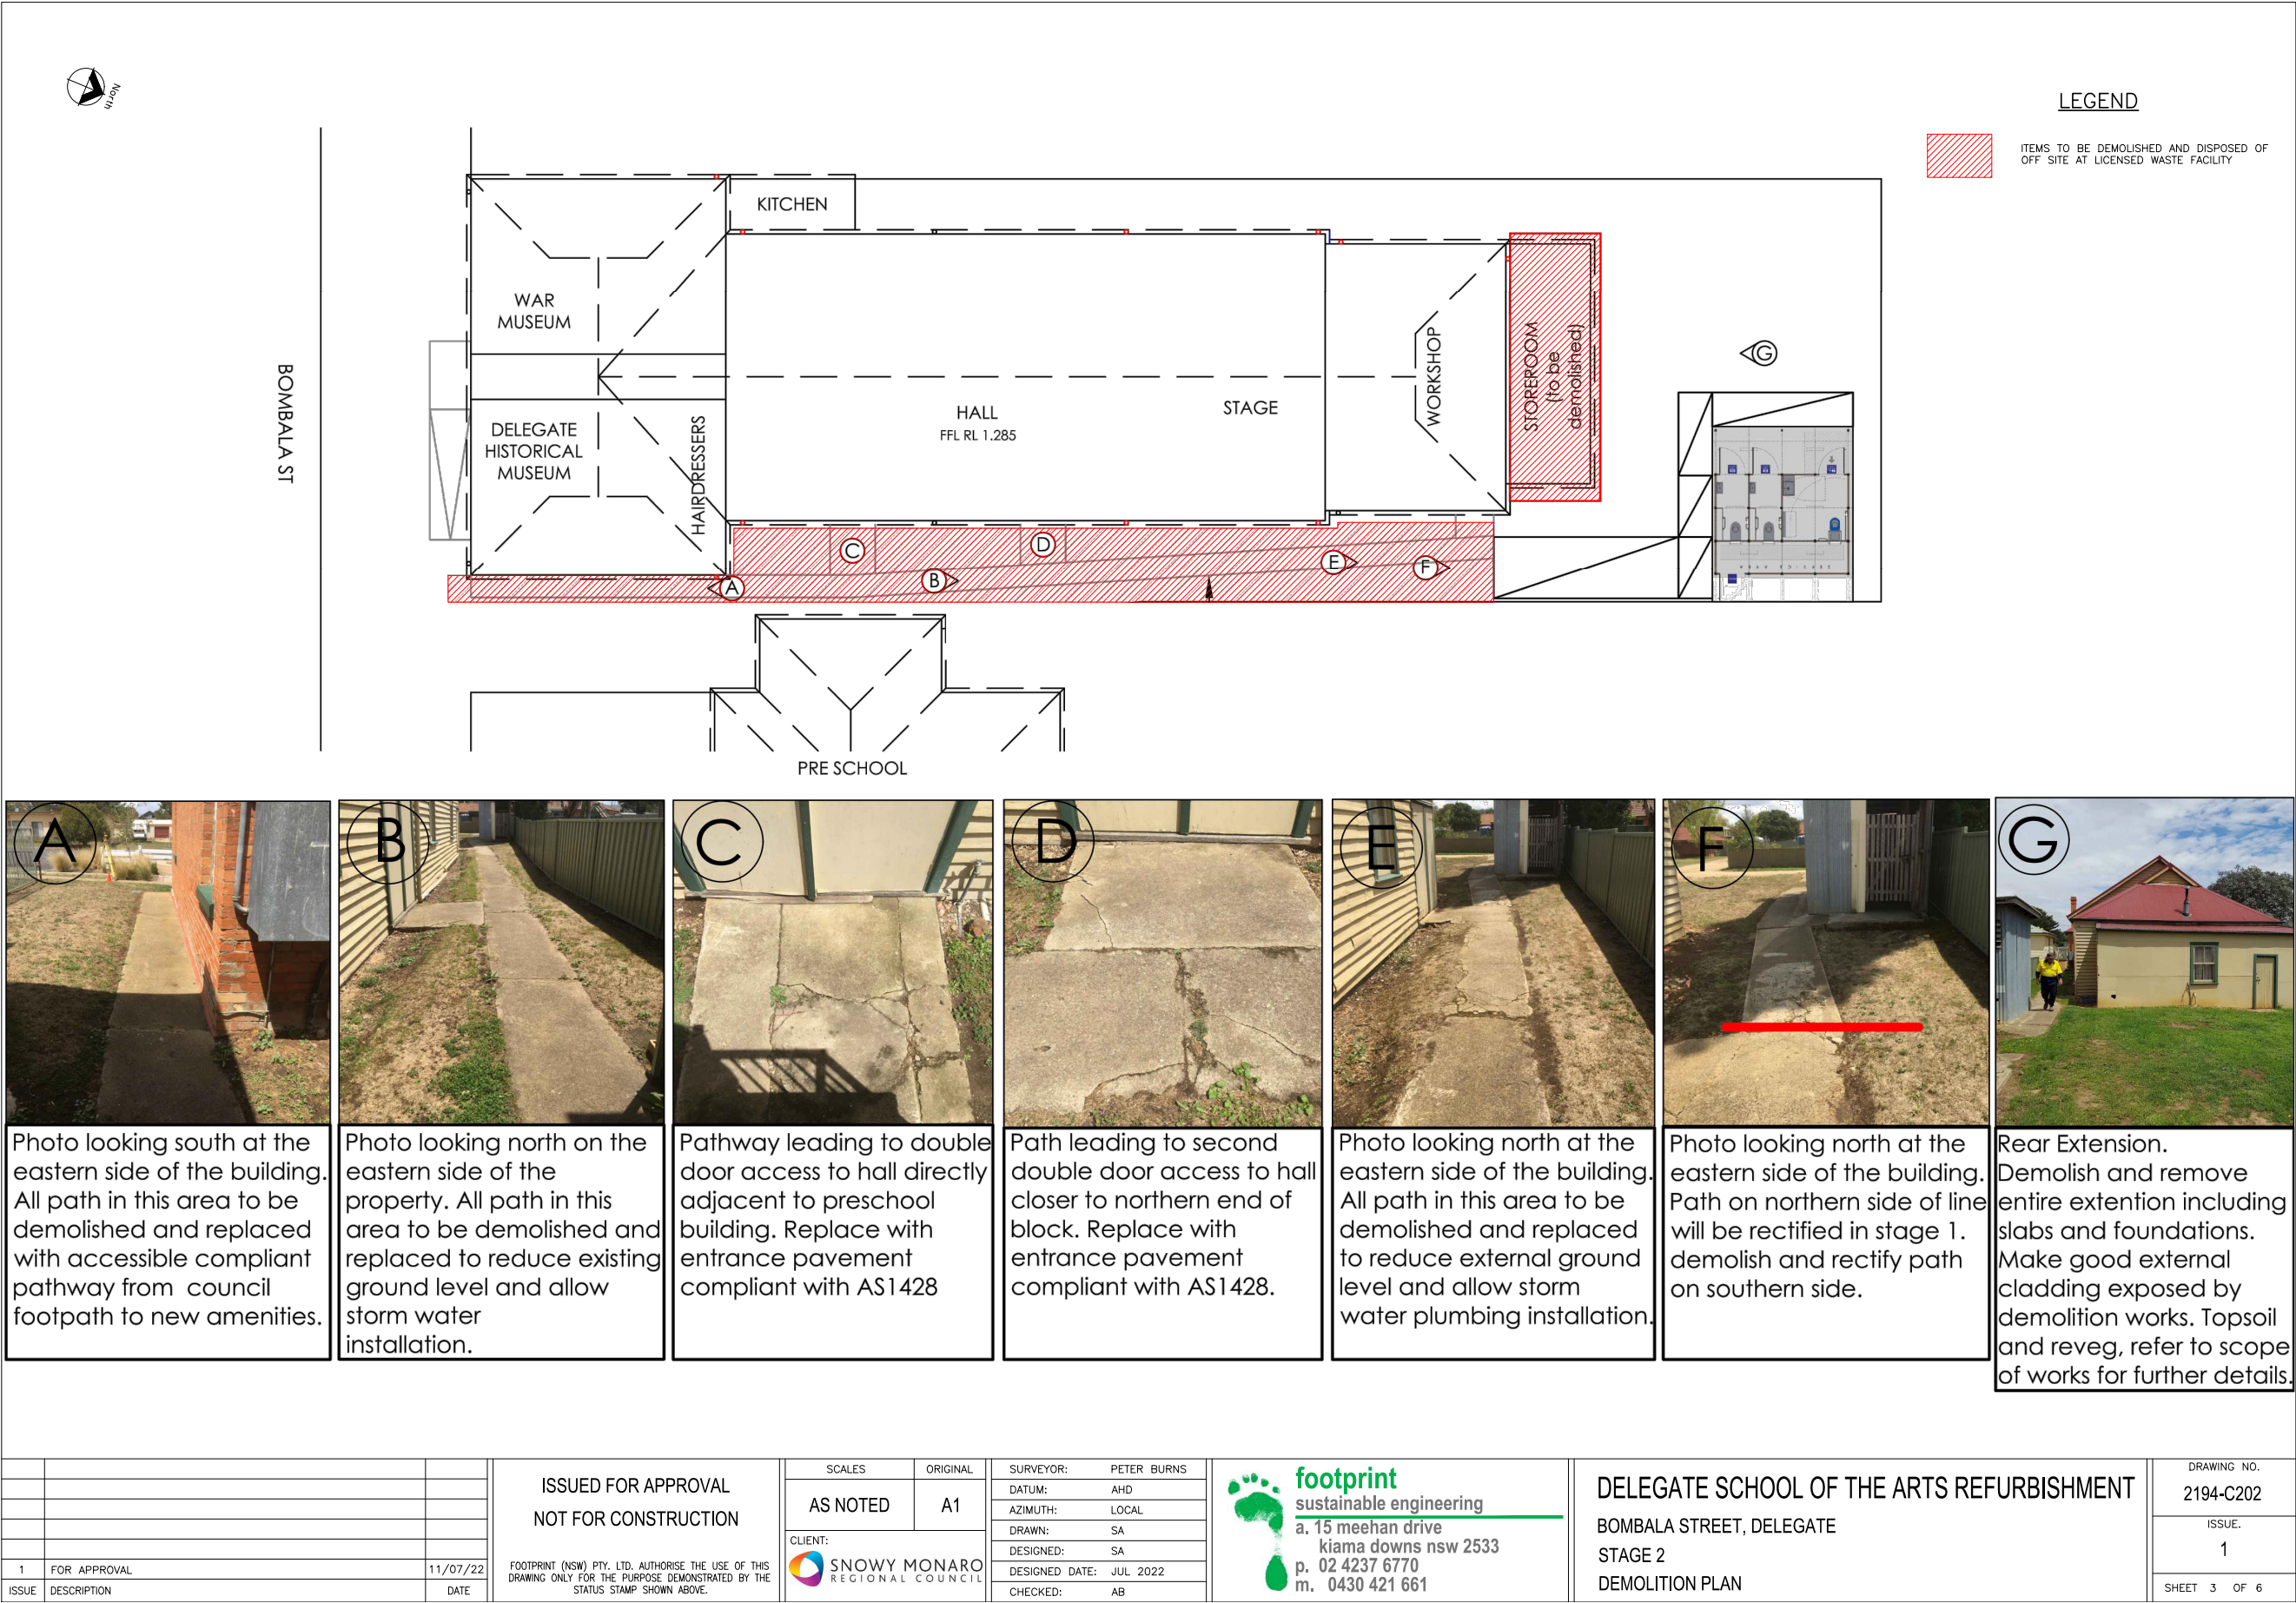 North
LEGEND
ITEMS TO BE DEMOLISHED AND DISPOSED OF
OFF SITE AT LICENSED WASTE FACILITY
KITCHEN
WAR
MUSEUM
BOMBALA ST
DELEGATE
HISTORICAL
MUSEUM
HAIRDRESSERS
HALL
FFL RL 1.285
STAGE
WORKSHOP
STOREROOM
(to be
demolished)
G
C
D
E
F
B
A
PRE SCHOOL
A
Photo looking south at the
eastern side of the building.
All path in this area to be
demolished and replaced
with accessible compliant
pathway from council
footpath to new amenities.
B
Photo looking north on the
eastern side of the
property. All path in this
area to be demolished and
replaced to reduce existing
ground level and allow
storm water
installation.
C
Pathway leading to double
door access to hall directly
adjacent to preschool
building. Replace with
entrance pavement
compliant with AS1428
D
Path leading to second
double door access to hall
closer to northern end of
block. Replace with
entrance pavement
compliant with AS1428.
E
Photo looking north at the
eastern side of the building.
All path in this area to be
demolished and replaced
to reduce external ground
level and allow storm
water plumbing installation.
F
Photo looking north at the
eastern side of the building.
Path on northern side of line
will be rectified in stage 1.
demolish and rectify path
on southern side.
G
Rear Extension.
Demolish and remove
entire extention including
slabs and foundations.
Make good external
cladding exposed by
demolition works. Topsoil
and reveg, refer to scope
of works for further details.
1 FOR APPROVAL 11/07/22
ISSUE DESCRIPTION DATE
ISSUED FOR APPROVAL
NOT FOR CONSTRUCTION
FOOTPRINT (NSW) PTY. LTD. AUTHORISE THE USE OF THIS
DRAWING ONLY FOR THE PURPOSE DEMONSTRATED BY THE
STATUS STAMP SHOWN ABOVE.
SCALES ORIGINAL
AS NOTED A1
CLIENT:
SNOWY MONARO
REGIONAL COUNCIL
SURVEYOR: PETER BURNS
DATUM: AHD
AZIMUTH: LOCAL
DRAWN: SA
DESIGNED: SA
DESIGNED DATE: JUL 2022
CHECKED: AB
footprint
sustainable engineering
a. 15 meehan drive
kiama downs nsw 2533
p. 02 4237 6770
m. 0430 421 661
DELEGATE SCHOOL OF THE ARTS REFURBISHMENT
BOMBALA STREET, DELEGATE
STAGE 2
DEMOLITION PLAN
DRAWING NO.
2194-C202
ISSUE.
1
SHEET 3 OF 6